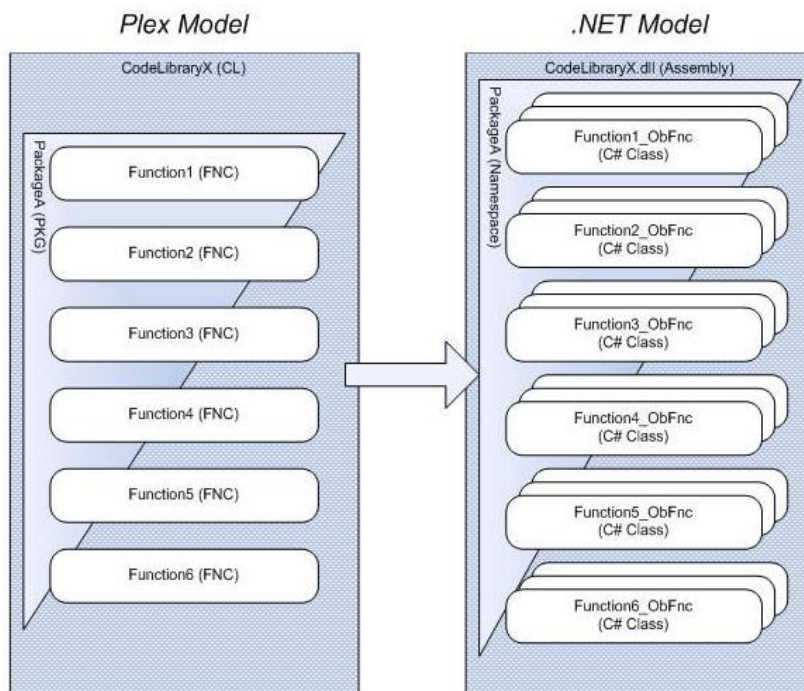 Plex Model
CodeLibraryX (CL)
PackageA (PKG)
Function1 (FNC)
Function2 (FNC)
Function3 (FNC)
Function4 (FNC)
Function5 (FNC)
Function6 (FNC)
.NET Model
CodeLibraryX.dll (Assembly)
PackageA (Namespace)
Function1_ObFnc
(C# Class)
Function2_ObFnc
(C# Class)
Function3_ObFnc
(C# Class)
Function4_ObFnc
(C# Class)
Function5_ObFnc
(C# Class)
Function6_ObFnc
(C# Class)